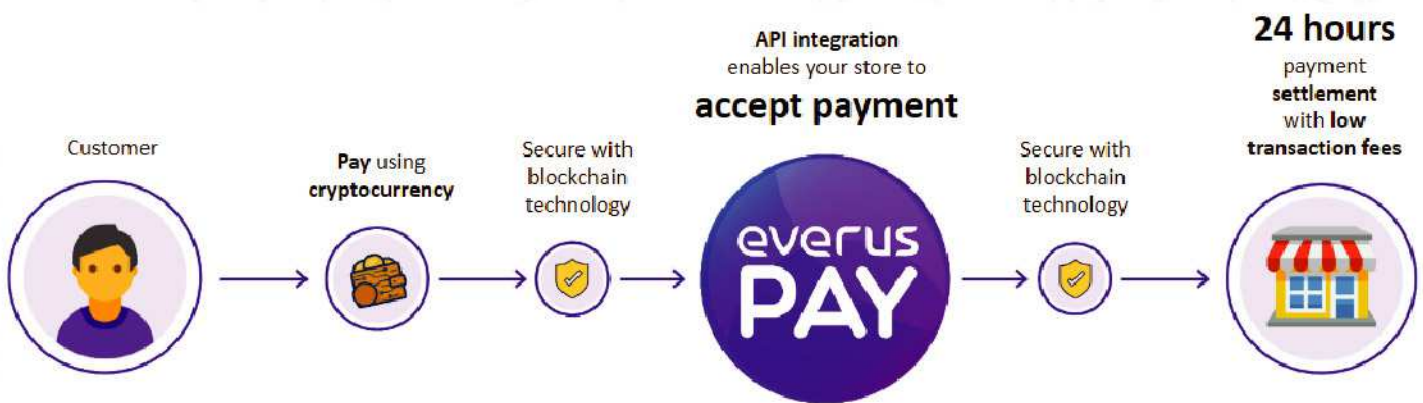 Customer
Pay using
cryptocurrency
Secure with
blockchain
technology
API integration
enables your store to
accept payment
everus
PAY
Secure with
blockchain
technology
24 hours
payment
settlement
with low
transaction fees